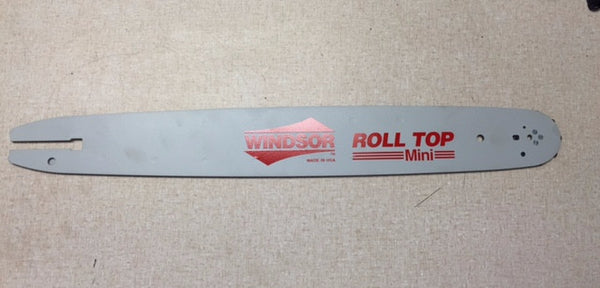 WINDSOR
MADE IN USA
ROLL TOP
Mini